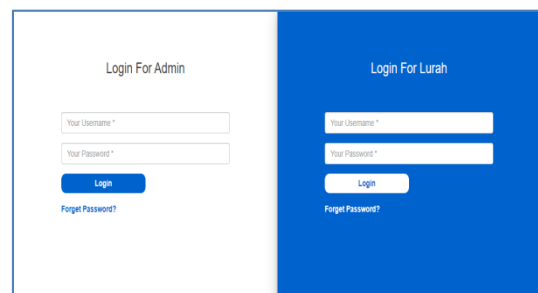 Login For Admin
Your Username *
Your Password *
Login
Forget Password?
Login For Lurah
Your Username *
Your Password *
Login
Forget Password?